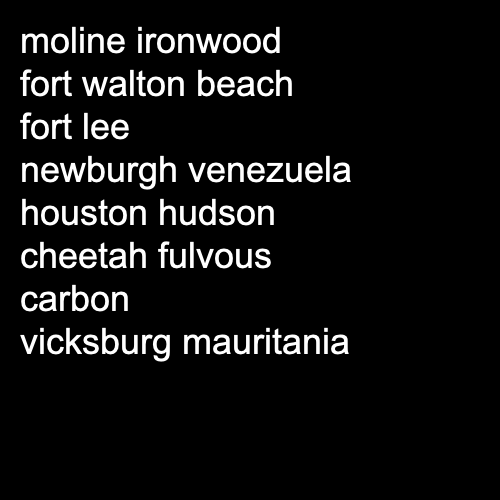 moline ironwood
fort walton beach
fort lee
newburgh venezuela
houston hudson
cheetah fulvous
carbon
vicksburg mauritania